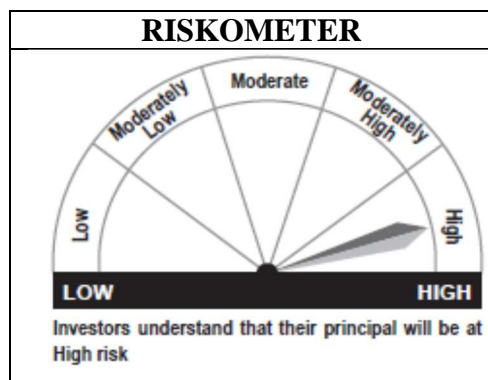 RISKOMETER
Moderate
Moderately
Low
Moderately
High
Low
High
LOW HIGH
Investors understand that their principal will be at
High risk